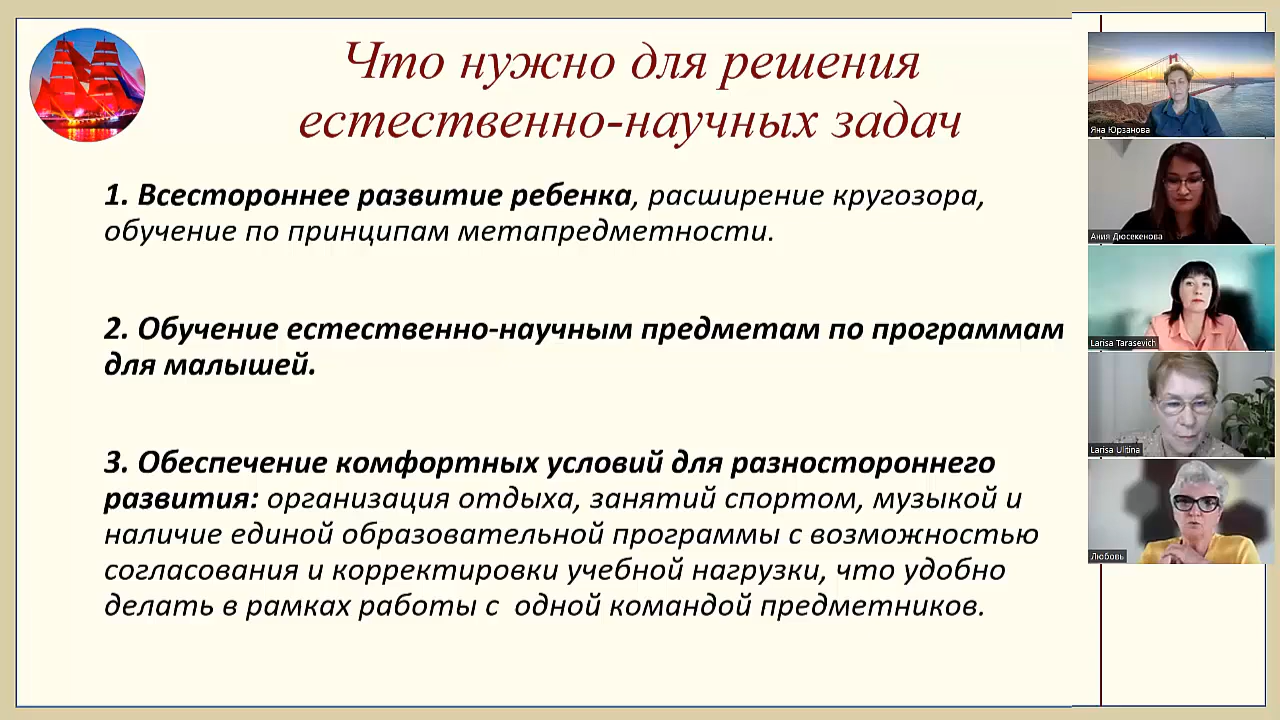 Что нужно для решения
естественно-научных задач
1. Всестороннее развитие ребенка, расширение кругозора,
обучение по принципам метапредметности.
2. Обучение естественно-научным предметам по программам
для малышей.
3. Обеспечение комфортных условий для разностороннего
развития: организация отдыха, занятий спортом, музыкой и
наличие единой образовательной программы с возможностью
согласования и корректировки учебной нагрузки, что удобно
делать в рамках работы с  одной командой предметников.
Яна Юрзанова
Ания Дюсекенова
Larisa Tarasevich
Larisa Ulitina
Любовь